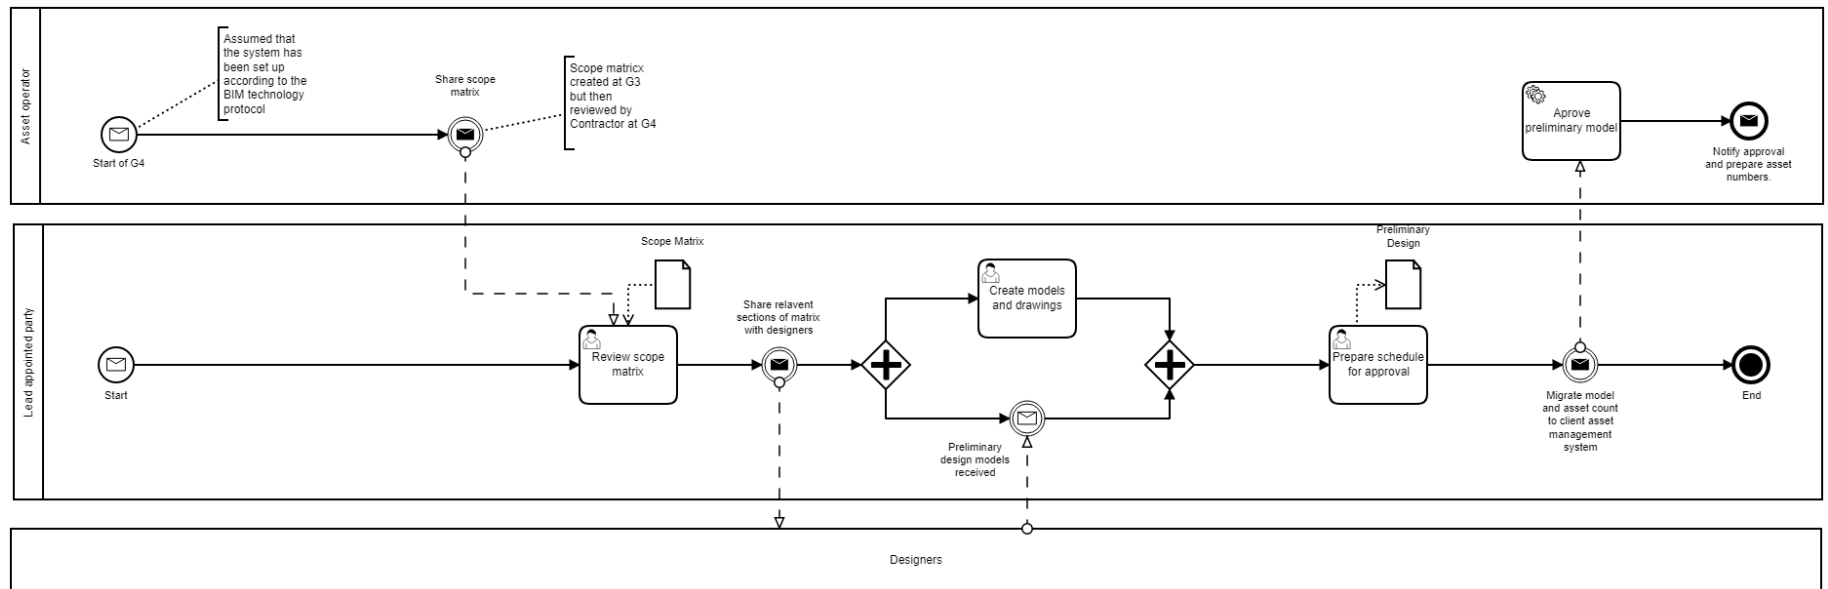 Asset operator
Assumed that
the system has
been set up
according to the
BIM technology
protocol
Start of G4
Share scope
matrix
Scope matricx
created at G3
but then
reviewed by
Contractor at G4
Aprove
preliminary model
Notify approval
and prepare asset
numbers.
Lead appointed party
Start
Scope Matrix
Review scope
matrix
Share relavent
sections of matrix
with designers
Create models
and drawings
Preliminary
design models
received
Preliminary
Design
Prepare schedule
for approval
Migrate model
and asset count
to client asset
management
system
End
Designers